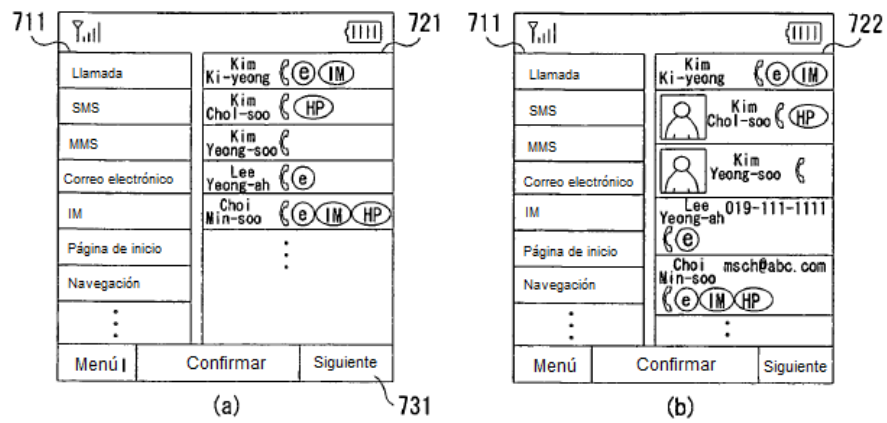 711
721
Llamada
SMS
MMS
Correo electrónico
IM
Página de inicio
Navegación
Kim
Ki-yeong e IM
Kim
Chol-soo HP
Kim
Yeong-soo
Lee
Yeong-ah e
Choi
Min-soo e IM HP
Menú Confirmar Siguiente
731
(a)
711
722
Llamada
SMS
MMS
Correo electrónico
IM
Página de inicio
Navegación
Kim
Ki-yeong e IM
Kim
Chol-soo HP
Kim
Yeong-soo
Lee 019-111-1111
Yeong-ah
e
Choi msch@abc.com
Min-soo
e IM HP
Menú Confirmar Siguiente
(b)